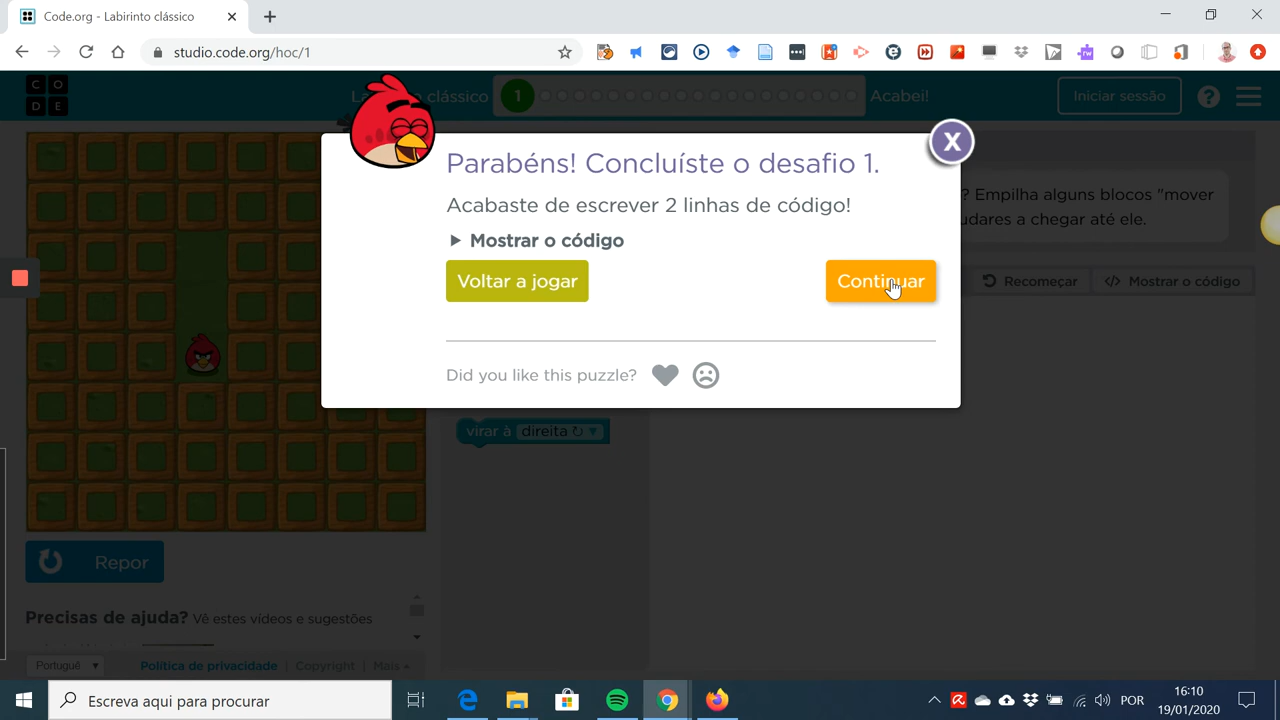 Code.org - Labirinto clássico
studio.code.org/hoc/1
C O
D E
clássico
1
Acabei!
Iniciar sessão
Parabéns! Concluíste o desafio 1.
X
Acabaste de escrever 2 linhas de código!
? Empilha alguns blocos "mover
udares a chegar até ele.
Mostrar o código
Voltar a jogar
Continuar
Recomeçar
Mostrar o código
Did you like this puzzle?
virar à direita
Repor
Precisas de ajuda? Vê estes vídeos e sugestões
Portuguê
Política de privacidade | Copyright | Mais
Escreva aqui para procurar
POR
16:10
19/01/2020